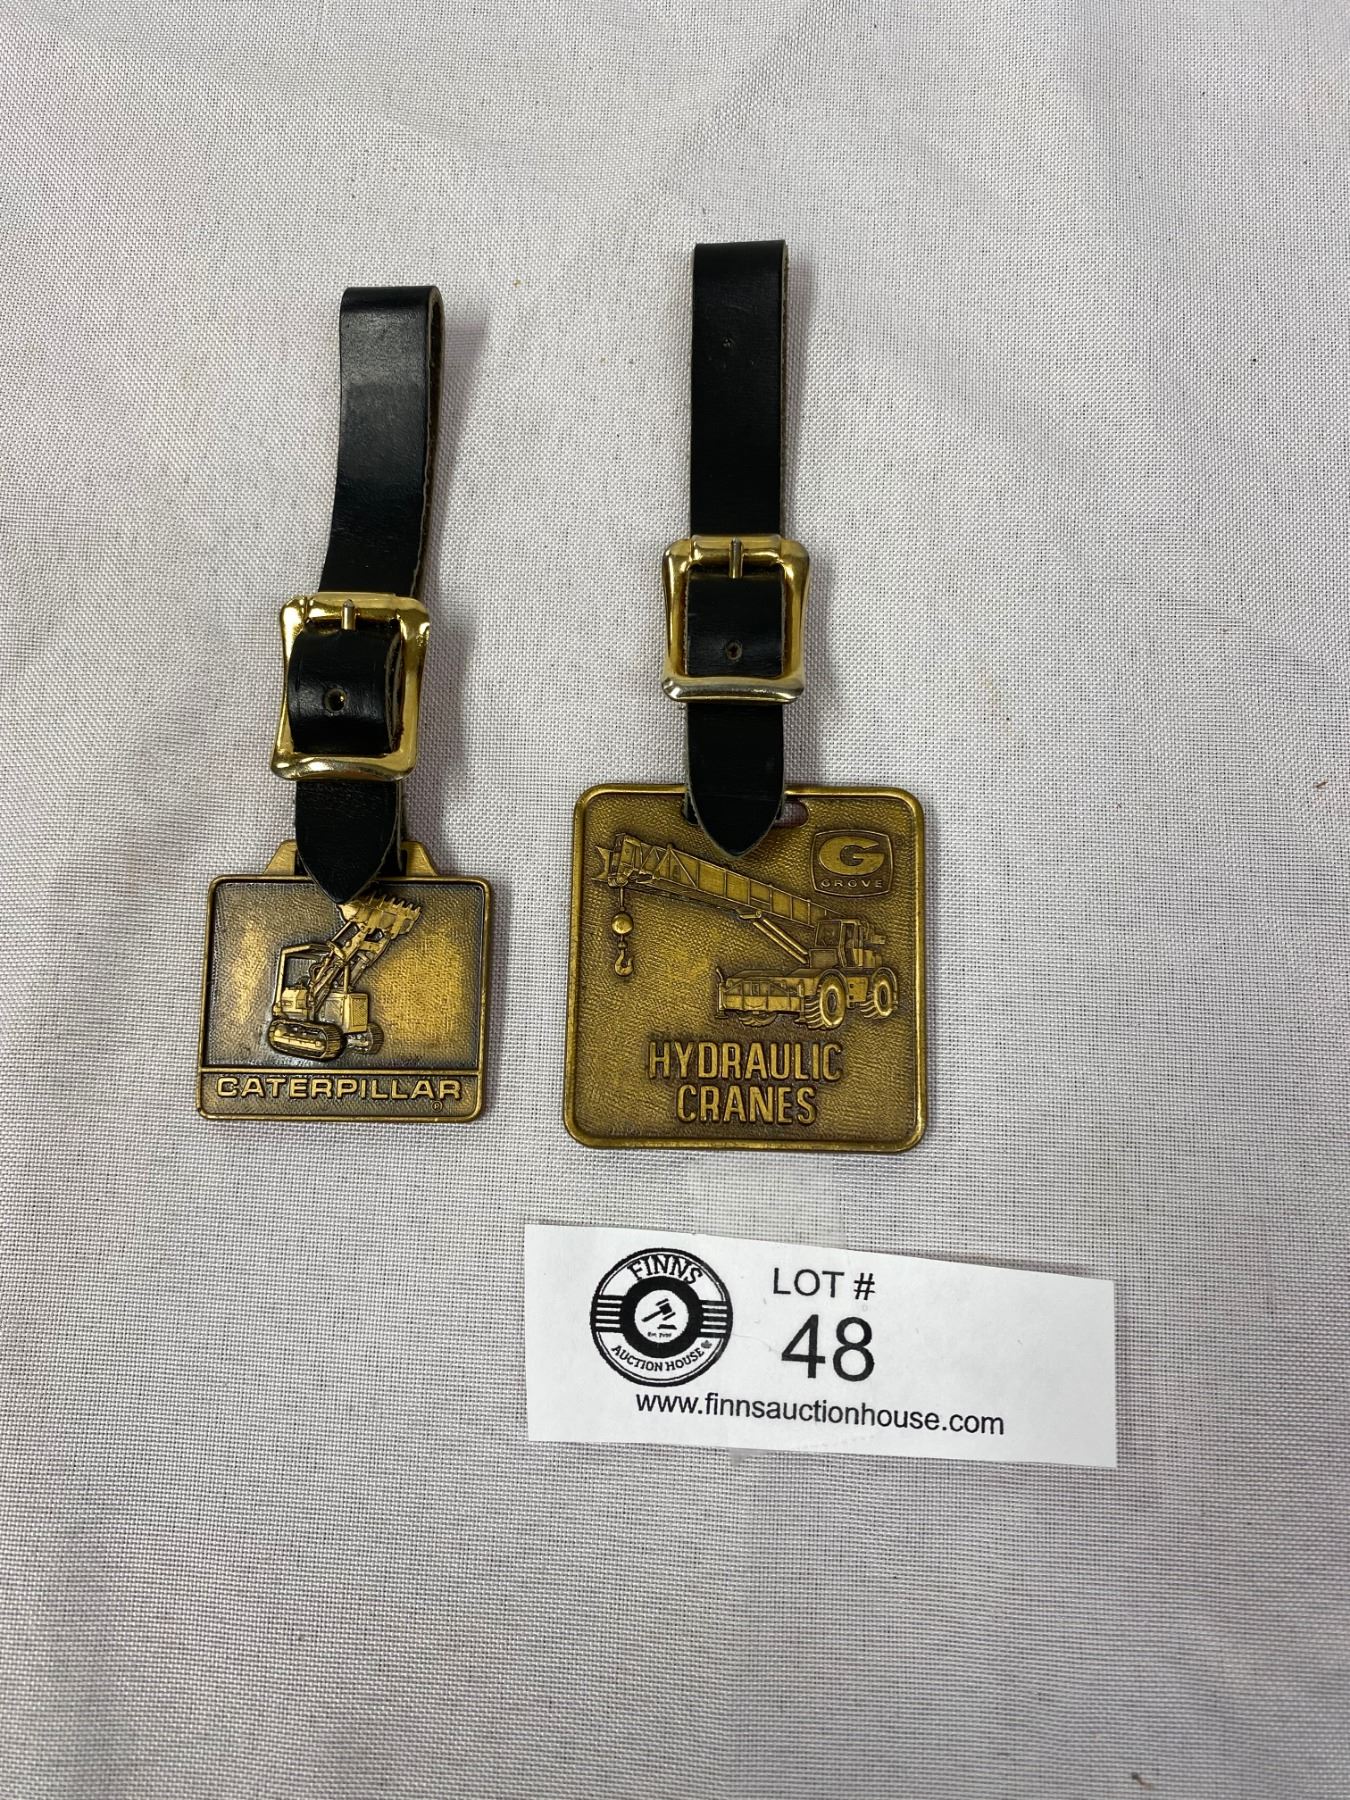 CATERPILLAR®
G
GROVE
HYDRAULIC
CRANES
FINNS
AUCTION HOUSE
LOT #
48
www.finnsauctionhouse.com